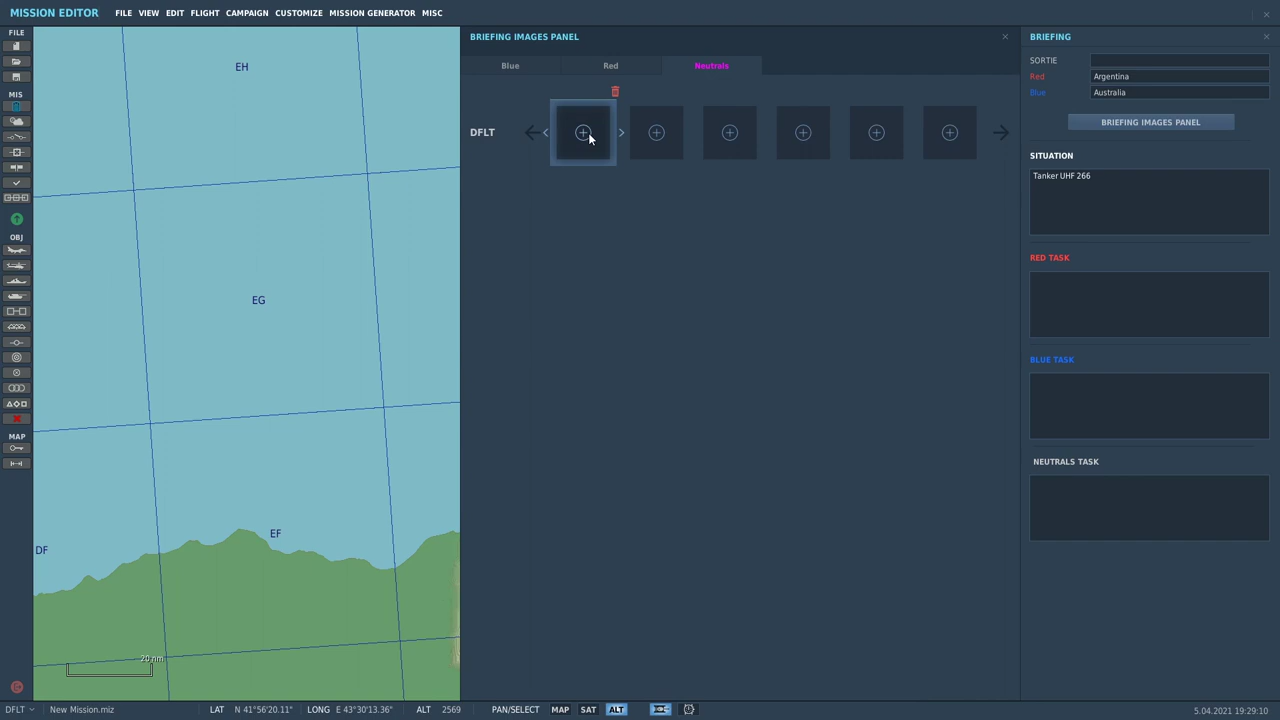 MISSION EDITOR
FILE VIEW EDIT FLIGHT CAMPAIGN CUSTOMIZE MISSION GENERATOR MISC
FILE
MIS
OBJ
MAP
EH
EG
EF
DF
20 nm
BRIEFING IMAGES PANEL
Blue Red Neutrals
DFLT
BRIEFING
SORTIE
Red Argentina
Blue Australia
BRIEFING IMAGES PANEL
SITUATION
Tanker UHF 266
RED TASK
BLUE TASK
NEUTRALS TASK
DFLT New Mission.miz LAT N 41°56'20.11" LONG E 43°30'13.36" ALT 2569 PAN/SELECT MAP SAT ALT 5.04.2021 19:29:10